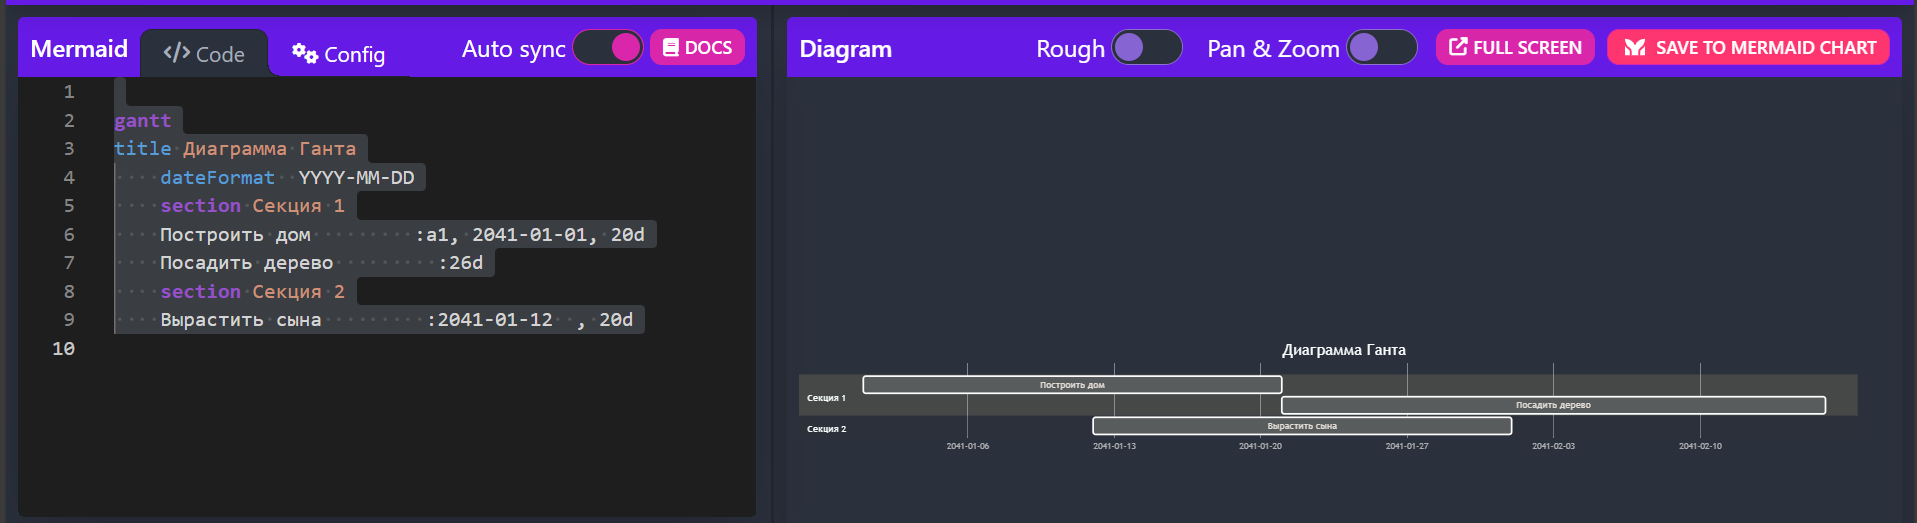 Mermaid
Code
Config
Auto sync
DOCS
1
2 gantt
3 title Диаграмма Ганта
4 dateFormat YYYY-MM-DD
5 section Секция 1
6 Построить дом :a1, 2041-01-01, 20d
7 Посадить дерево :26d
8 section Секция 2
9 Вырастить сына :2041-01-12 , 20d
10
Diagram
Rough
Pan & Zoom
FULL SCREEN
SAVE TO MERMAID CHART
Диаграмма Ганта
Построить дом
Секция 1
Посадить дерево
Вырастить сына
Секция 2
2041-01-06 2041-01-13 2041-01-20 2041-01-27 2041-02-03 2041-02-10